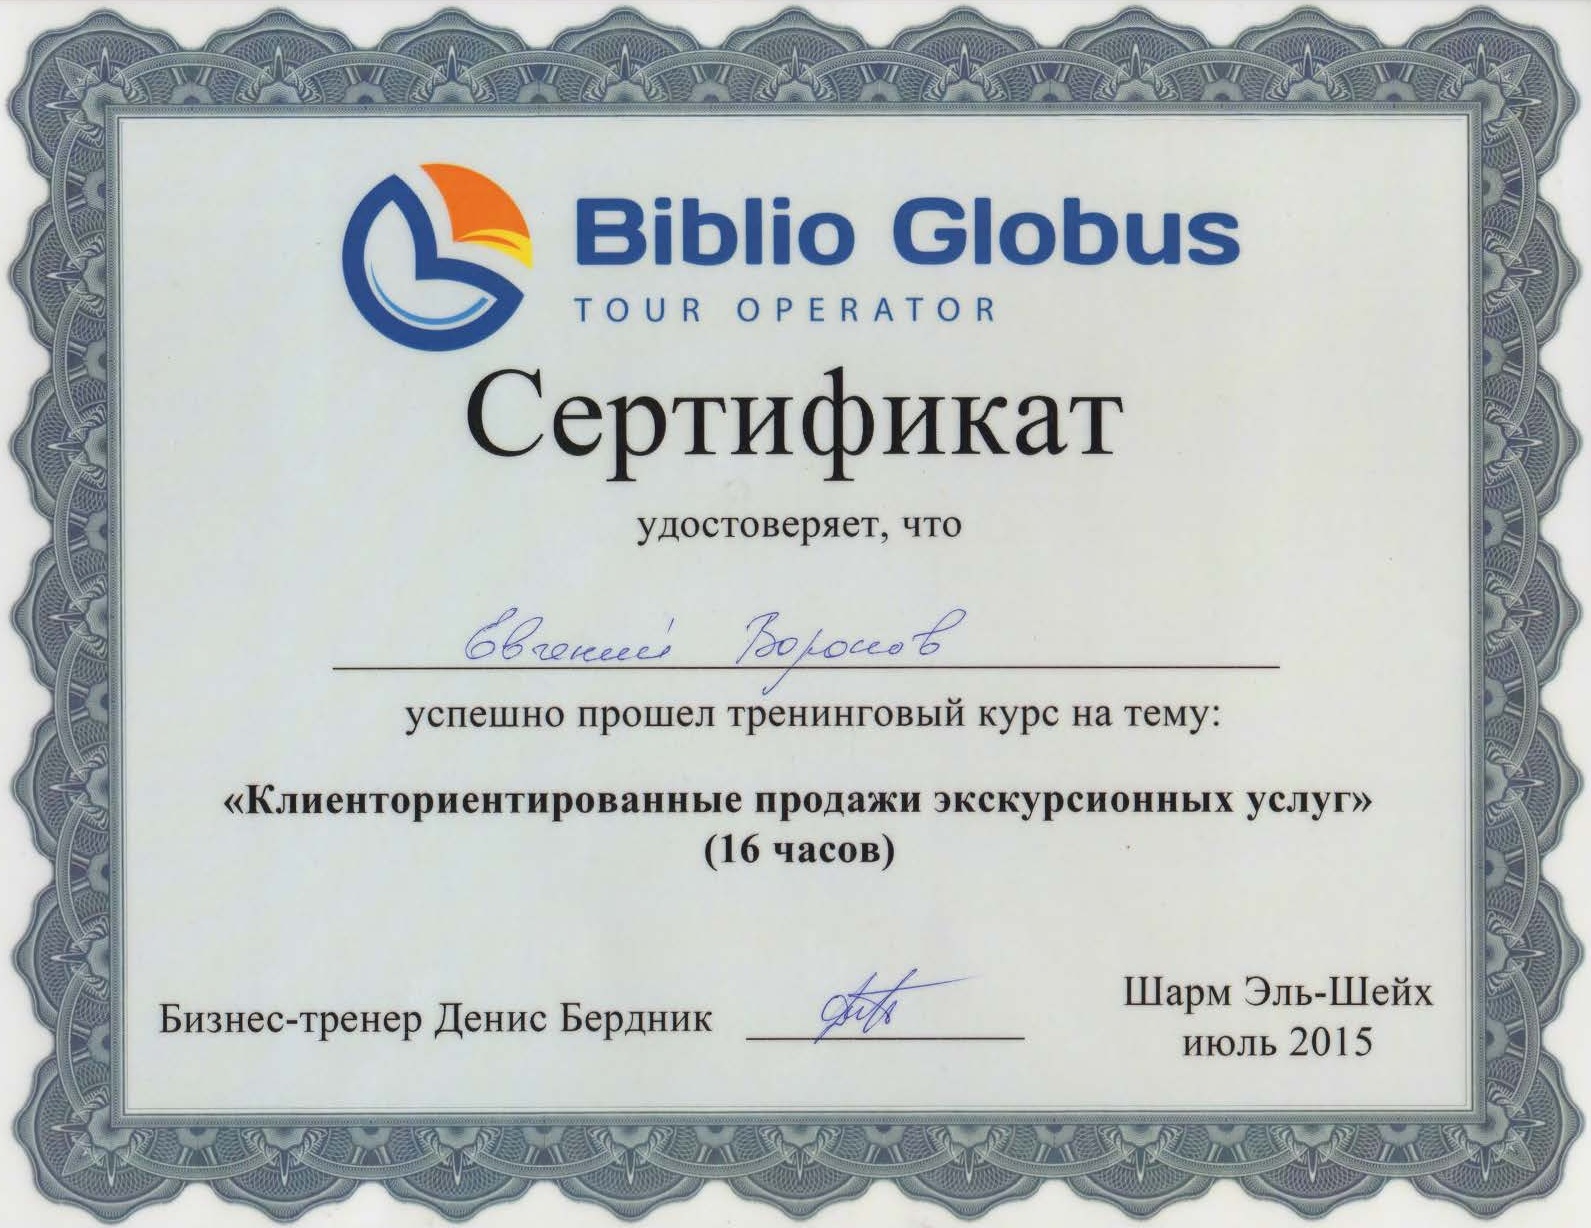 Biblio Globus
TOUR OPERATOR
Сертификат
удостоверяет, что
Евгений Воронов
успешно прошел тренинговый курс на тему:
«Клиенториентированные продажи экскурсионных услуг»
(16 часов)
Бизнес-тренер Денис Бердник
Шарм Эль-Шейх
июль 2015